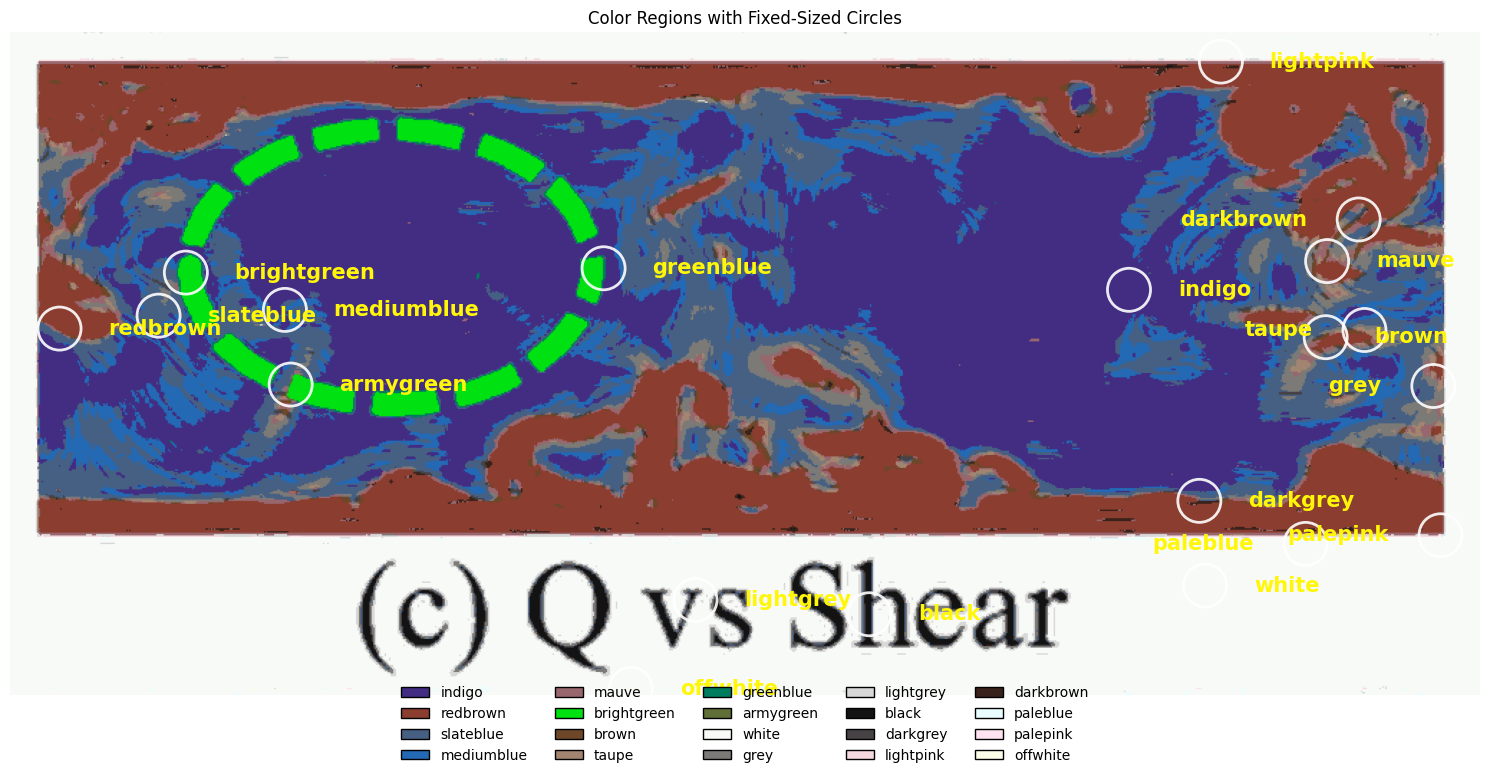 Color Regions with Fixed-Sized Circles
lightpink
darkbrown
mauve
brightgreen
greenblue
indigo
mediumblue
slateblue
redbrown
taupe
brown
armygreen
grey
darkgrey
palepink
paleblue
white
lightgrey
black
(c) Q vs Shear
offwhite
indigo mauve greenblue lightgrey darkbrown
redbrown brightgreen armygreen black paleblue
slateblue brown white darkgrey palepink
mediumblue taupe grey lightpink offwhite